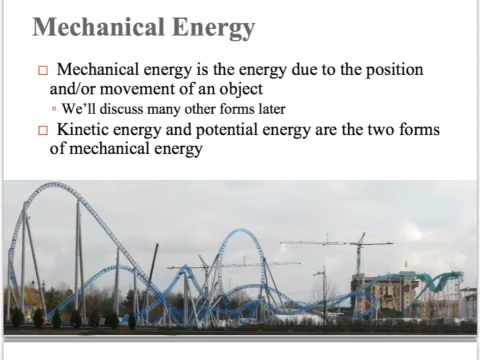 Mechanical Energy
Mechanical energy is the energy due to the position
and/or movement of an object
We'll discuss many other forms later
Kinetic energy and potential energy are the two forms
of mechanical energy